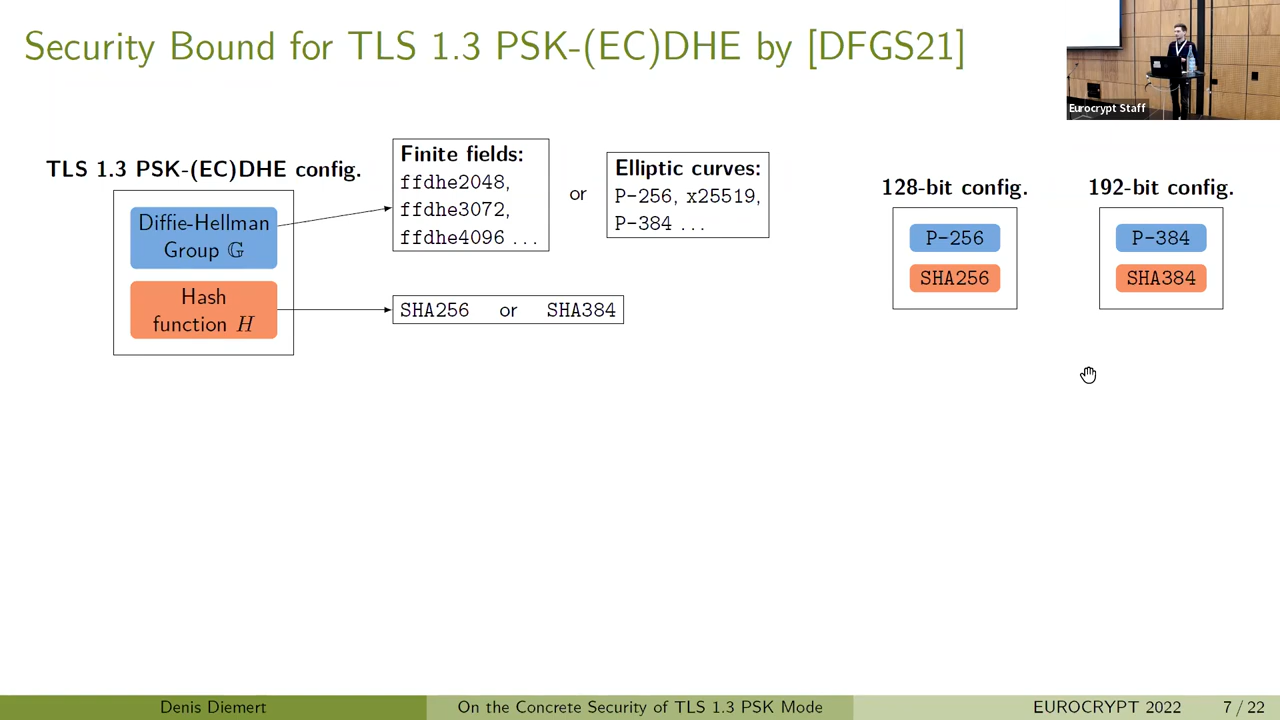 Security Bound for TLS 1.3 PSK-(EC)DHE by [DFGS21]
Eurocrypt Staff
TLS 1.3 PSK-(EC)DHE config.
Diffie-Hellman
Group 𝔾
Hash
function H
Finite fields:
ffdhe2048,
ffdhe3072,
ffdhe4096 ...
or
Elliptic curves:
P-256, x25519,
P-384 ...
SHA256 or SHA384
128-bit config.
P-256
SHA256
192-bit config.
P-384
SHA384
Denis Diemert
On the Concrete Security of TLS 1.3 PSK Mode
EUROCRYPT 2022
7 / 22